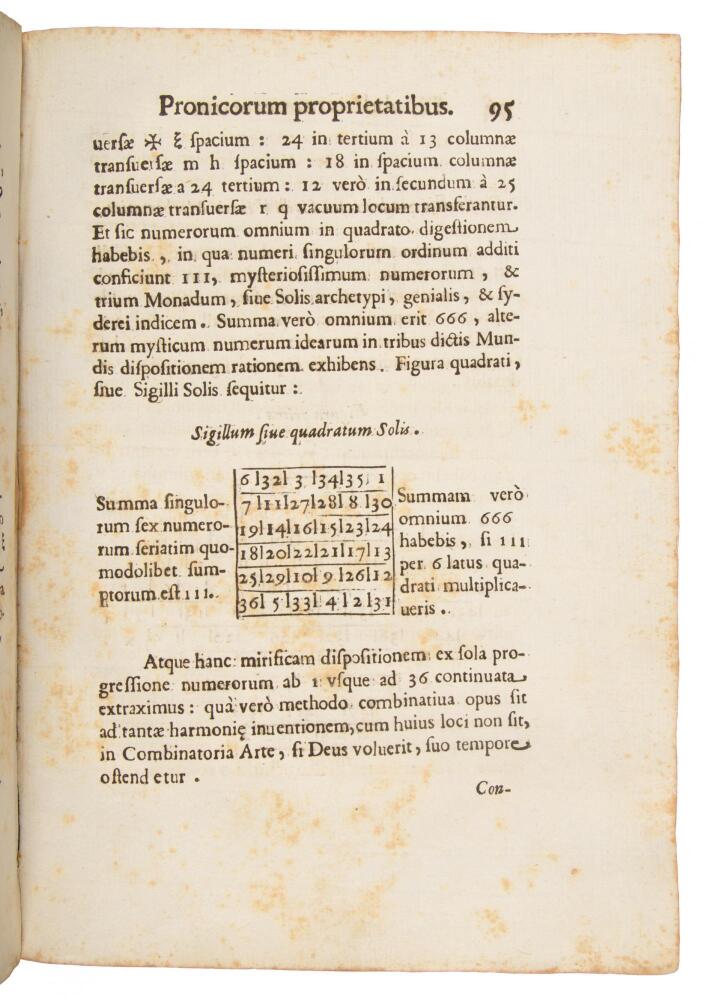 Pronicorum proprietatibus. 95
uerſæ ✠ ξ ſpacium : 24 in tertium à 13 columnæ
tranſuerſæ m h ſpacium : 18 in ſpacium columnæ
tranſuerſæ a 24 tertium : 12 verò in ſecundum à 25
columnæ tranſuerſæ r q vacuum locum transferantur.
Et ſic numerorum omnium in quadrato digeſtionem
habebis , in qua numeri ſingulorum ordinum additi
conficiunt 111, myſterioſiſſimum numerorum , &
trium Monadum , ſiue Solis archetypi , genialis , & ſy-
derei indicem . Summa verò omnium erit 666 , alte-
rum myſticum numerum idearum in tribus dictis Mun-
dis diſpoſitionem rationem exhibens . Figura quadrati ,
ſiue Sigilli Solis ſequitur :
Sigillum ſiue quadratum Solis .
Summa ſingulo-
rum ſex numero-
rum ſeriatim quo-
modolibet ſum-
ptorum eſt 111.
6|32|3|34|35|1
7|11|27|28|8|30
19|14|16|15|23|24
18|20|22|21|17|13
25|29|10|9|26|12
36|5|33|4|2|31
Summam verò
omnium 666
habebis , ſi 111
per 6 latus qua-
drati multiplica-
ueris .
Atque hanc mirificam diſpoſitionem ex ſola pro-
greſſione numerorum ab 1 vſque ad 36 continuata
extraximus : quà verò methodo combinatiua opus ſit
ad tantæ harmonię inuentionem, cum huius loci non ſit,
in Combinatoria Arte , ſi Deus voluerit , ſuo tempore
oſtendetur .
Con-